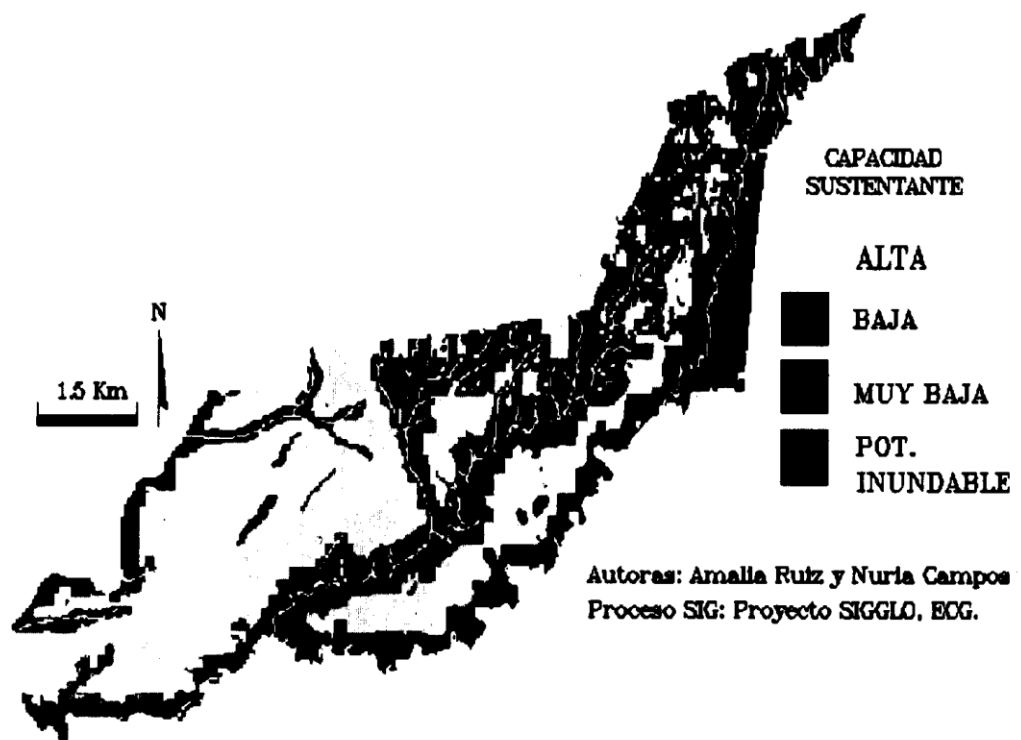 CAPACIDAD
SUSTENTANTE
ALTA
N
BAJA
1.5 Km
MUY BAJA
POT.
INUNDABLE
Autoras: Amalia Ruiz y Nuria Campos
Proceso SIG: Proyecto SIGGLO, ECG.